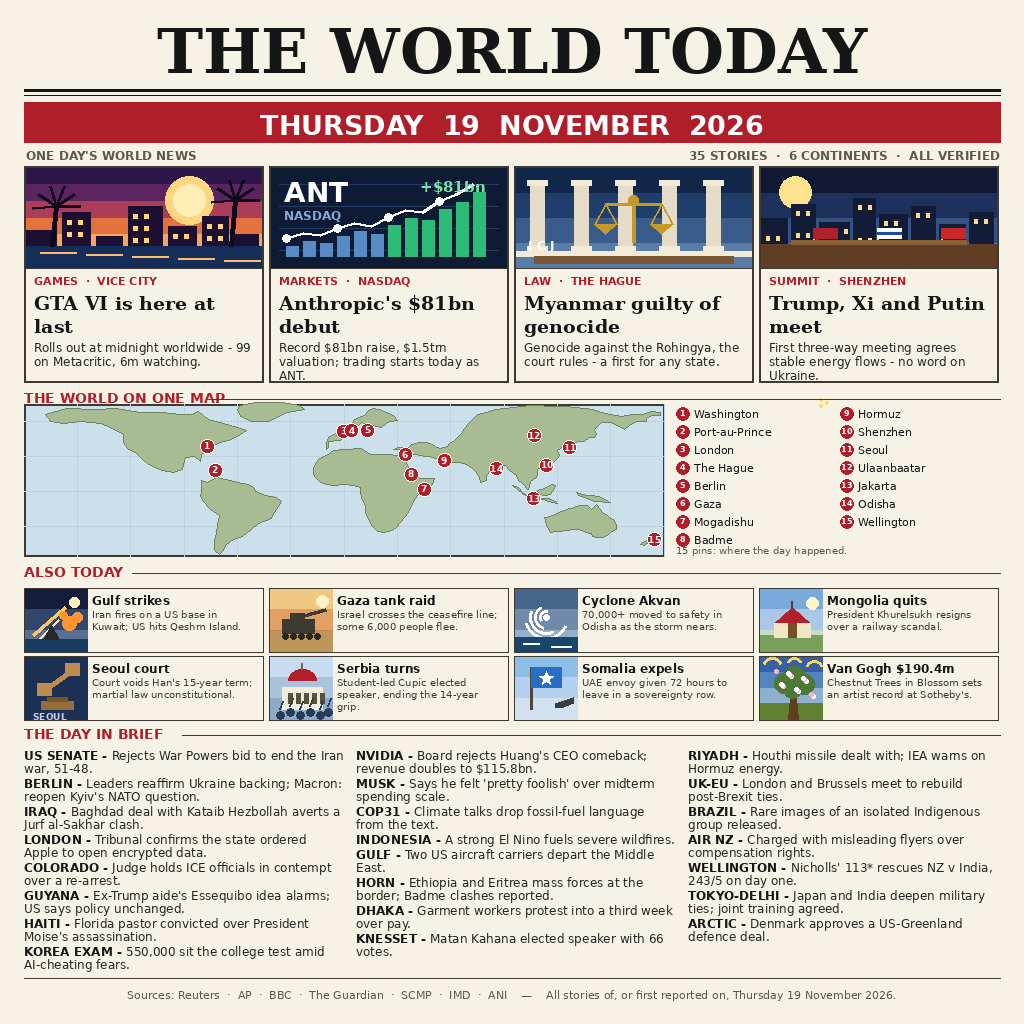 THE WORLD TODAY
THURSDAY 19 NOVEMBER 2026
ONE DAY'S WORLD NEWS
35 STORIES · 6 CONTINENTS · ALL VERIFIED
ANT
NASDAQ
+$81bn
GAMES · VICE CITY
GTA VI is here at
last
Rolls out at midnight worldwide - 99
on Metacritic, 6m watching.
MARKETS · NASDAQ
Anthropic's $81bn
debut
Record $81bn raise, $1.5trn
valuation; trading starts today as
ANT.
ICJ
LAW · THE HAGUE
Myanmar guilty of
genocide
Genocide against the Rohingya, the
court rules - a first for any state.
SUMMIT · SHENZHEN
Trump, Xi and Putin
meet
First three-way meeting agrees
stable energy flows - no word on
Ukraine.
THE WORLD ON ONE MAP
1
2
3
4
5
6
7
8
9
10
11
12
13
14
15
1 Washington
2 Port-au-Prince
3 London
4 The Hague
5 Berlin
6 Gaza
7 Mogadishu
8 Badme
9 Hormuz
10 Shenzhen
11 Seoul
12 Ulaanbaatar
13 Jakarta
14 Odisha
15 Wellington
15 pins: where the day happened.
ALSO TODAY
Gulf strikes
Iran fires on a US base in
Kuwait; US hits Qeshm Island.
Gaza tank raid
Israel crosses the ceasefire line;
some 6,000 people flee.
Cyclone Akvan
70,000+ moved to safety in
Odisha as the storm nears.
Mongolia quits
President Khurelsukh resigns
over a railway scandal.
SEOUL
Seoul court
Court voids Han's 15-year term;
martial law unconstitutional.
Serbia turns
Student-led Cupic elected
speaker, ending the 14-year
grip.
Somalia expels
UAE envoy given 72 hours to
leave in a sovereignty row.
Van Gogh $190.4m
Chestnut Trees in Blossom sets
an artist record at Sotheby's.
THE DAY IN BRIEF
US SENATE - Rejects War Powers bid to end the Iran
war, 51-48.
BERLIN - Leaders reaffirm Ukraine backing; Macron:
reopen Kyiv's NATO question.
IRAQ - Baghdad deal with Kataib Hezbollah averts a
Jurf al-Sakhar clash.
LONDON - Tribunal confirms the state ordered
Apple to open encrypted data.
COLORADO - Judge holds ICE officials in contempt
over a re-arrest.
GUYANA - Ex-Trump aide's Essequibo idea alarms;
US says policy unchanged.
HAITI - Florida pastor convicted over President
Moise's assassination.
KOREA EXAM - 550,000 sit the college test amid
AI-cheating fears.
NVIDIA - Board rejects Huang's CEO comeback;
revenue doubles to $115.8bn.
MUSK - Says he felt 'pretty foolish' over midterm
spending scale.
COP31 - Climate talks drop fossil-fuel language
from the text.
INDONESIA - A strong El Nino fuels severe wildfires.
GULF - Two US aircraft carriers depart the Middle
East.
HORN - Ethiopia and Eritrea mass forces at the
border; Badme clashes reported.
DHAKA - Garment workers protest into a third week
over pay.
KNESSET - Matan Kahana elected speaker with 66
votes.
RIYADH - Houthi missile dealt with; IEA warns on
Hormuz energy.
UK-EU - London and Brussels meet to rebuild
post-Brexit ties.
BRAZIL - Rare images of an isolated Indigenous
group released.
AIR NZ - Charged with misleading flyers over
compensation rights.
WELLINGTON - Nicholls' 113* rescues NZ v India,
243/5 on day one.
TOKYO-DELHI - Japan and India deepen military
ties; joint training agreed.
ARCTIC - Denmark approves a US-Greenland
defence deal.
Sources: Reuters · AP · BBC · The Guardian · SCMP · IMD · ANI — All stories of, or first reported on, Thursday 19 November 2026.